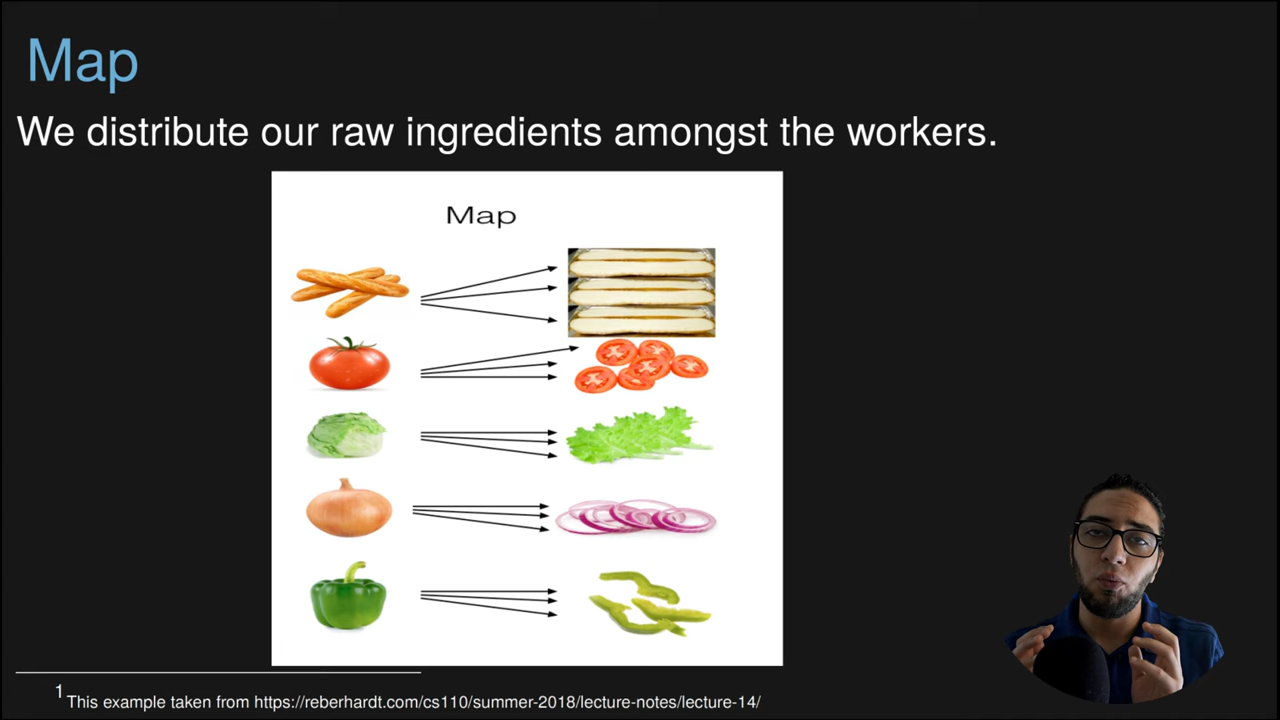 Map
We distribute our raw ingredients amongst the workers.
Map
1 This example taken from https://reberhardt.com/cs110/summer-2018/lecture-notes/lecture-14/